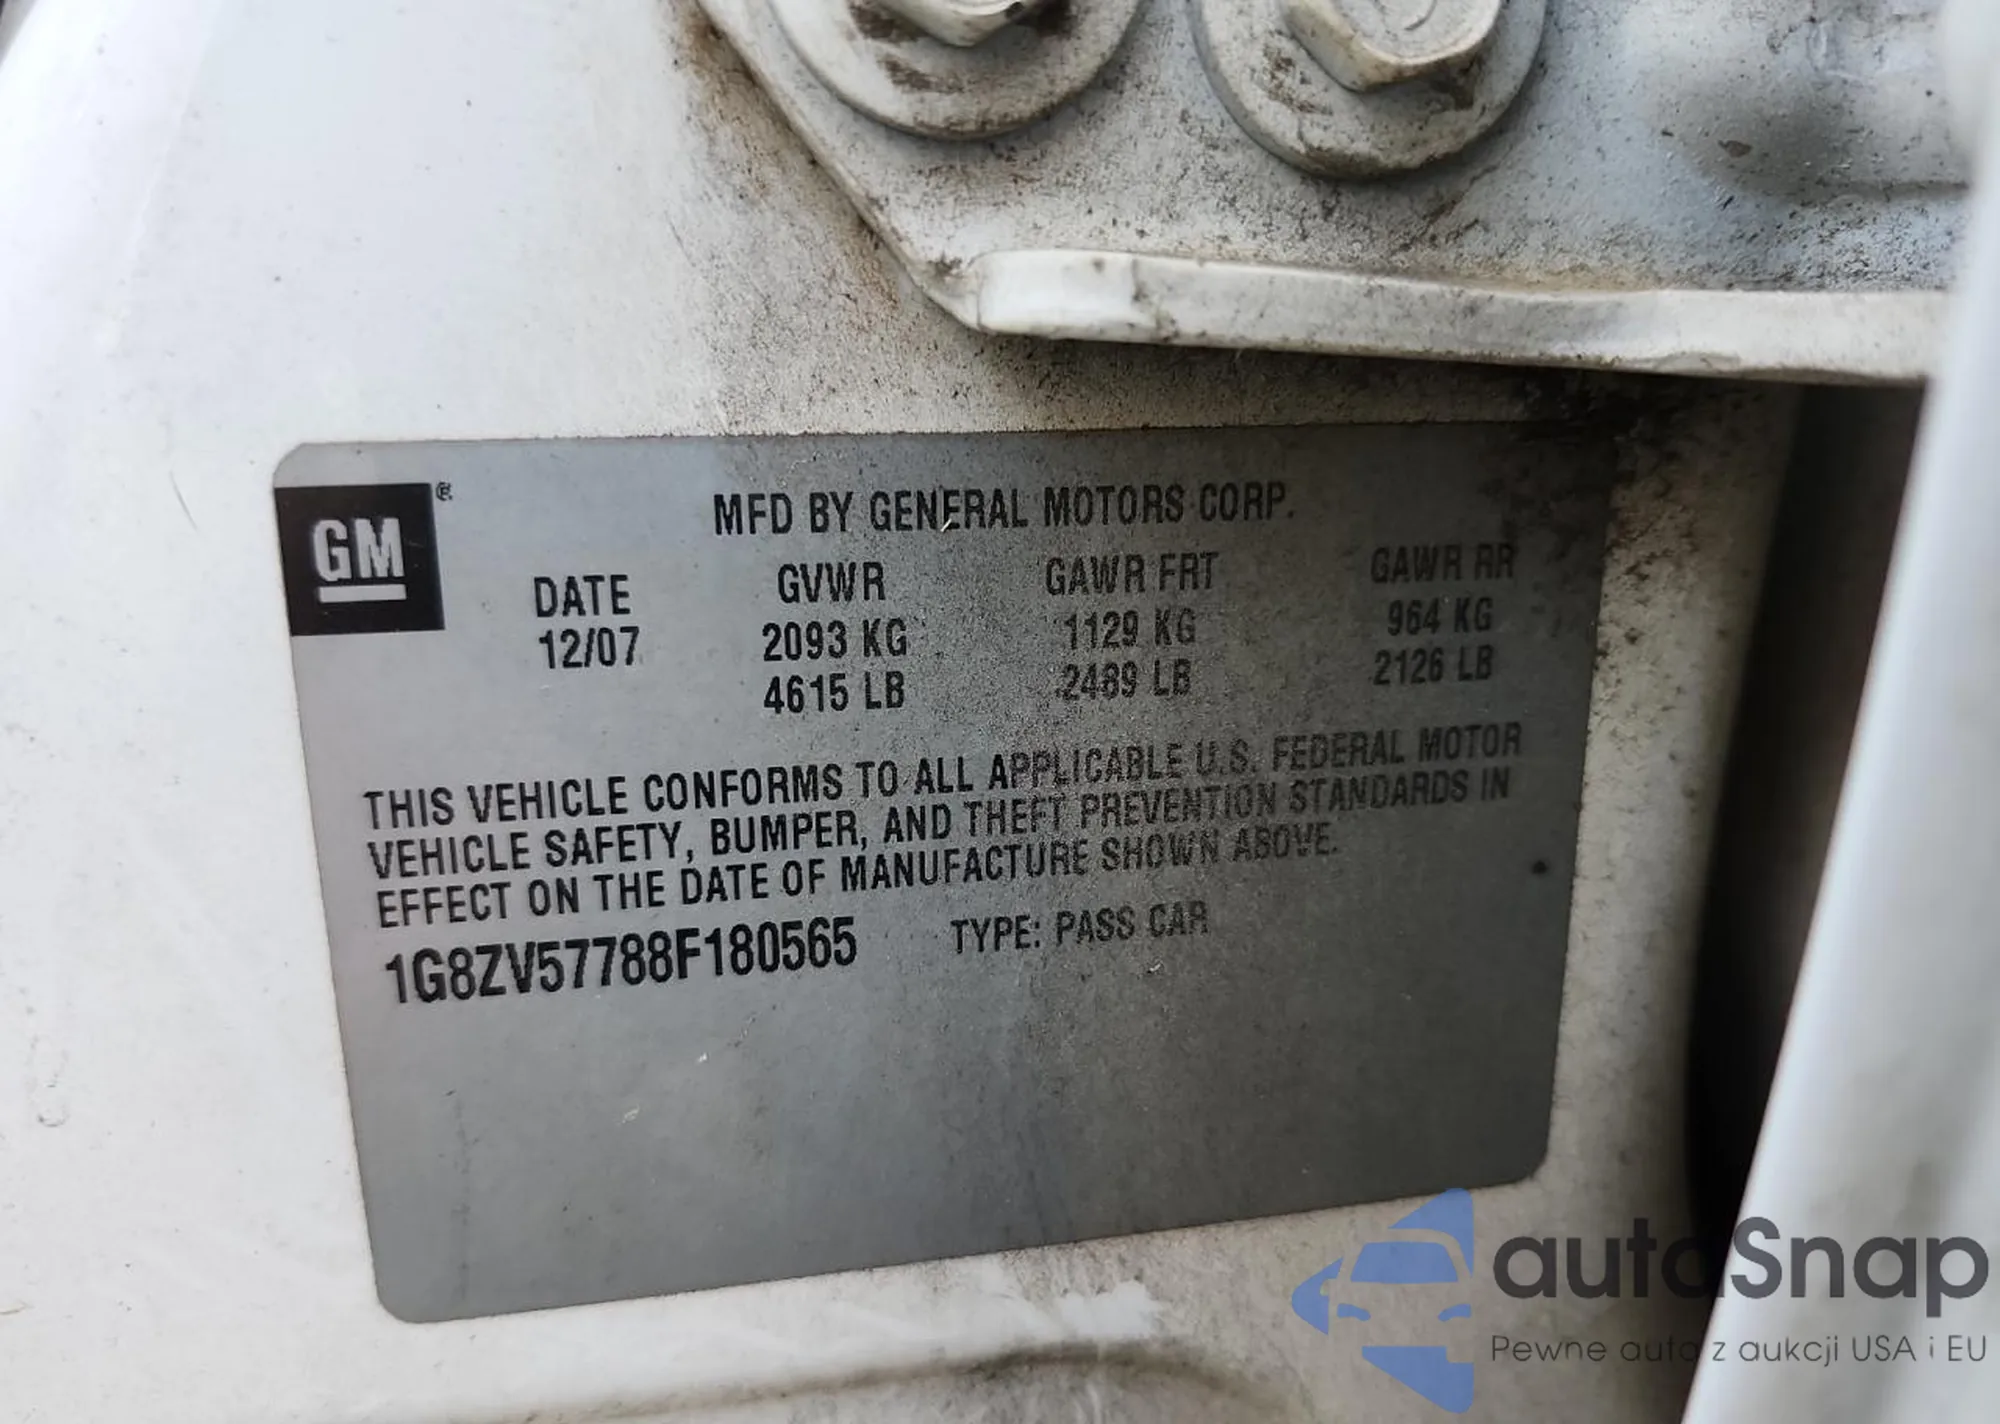 GM®
MFD BY GENERAL MOTORS CORP.
DATE GVWR GAWR FRT GAWR RR
12/07 2093 KG 1129 KG 964 KG
4615 LB 2489 LB 2126 LB
THIS VEHICLE CONFORMS TO ALL APPLICABLE U.S. FEDERAL MOTOR
VEHICLE SAFETY, BUMPER, AND THEFT PREVENTION STANDARDS IN
EFFECT ON THE DATE OF MANUFACTURE SHOWN ABOVE.
1G8ZV57788F180565 TYPE: PASS CAR
autoSnap
Pewne auto z aukcji USA i EU